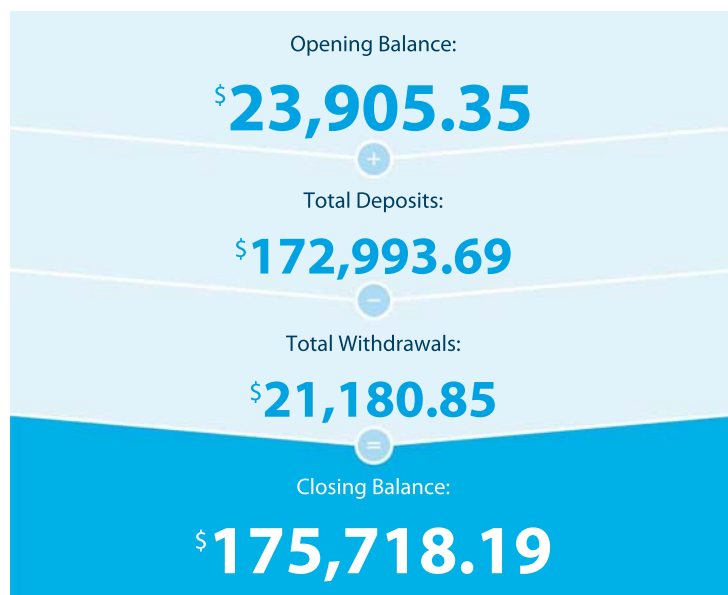 Opening Balance:
$23,905.35
+
Total Deposits:
$172,993.69
−
Total Withdrawals:
$21,180.85
=
Closing Balance:
$175,718.19